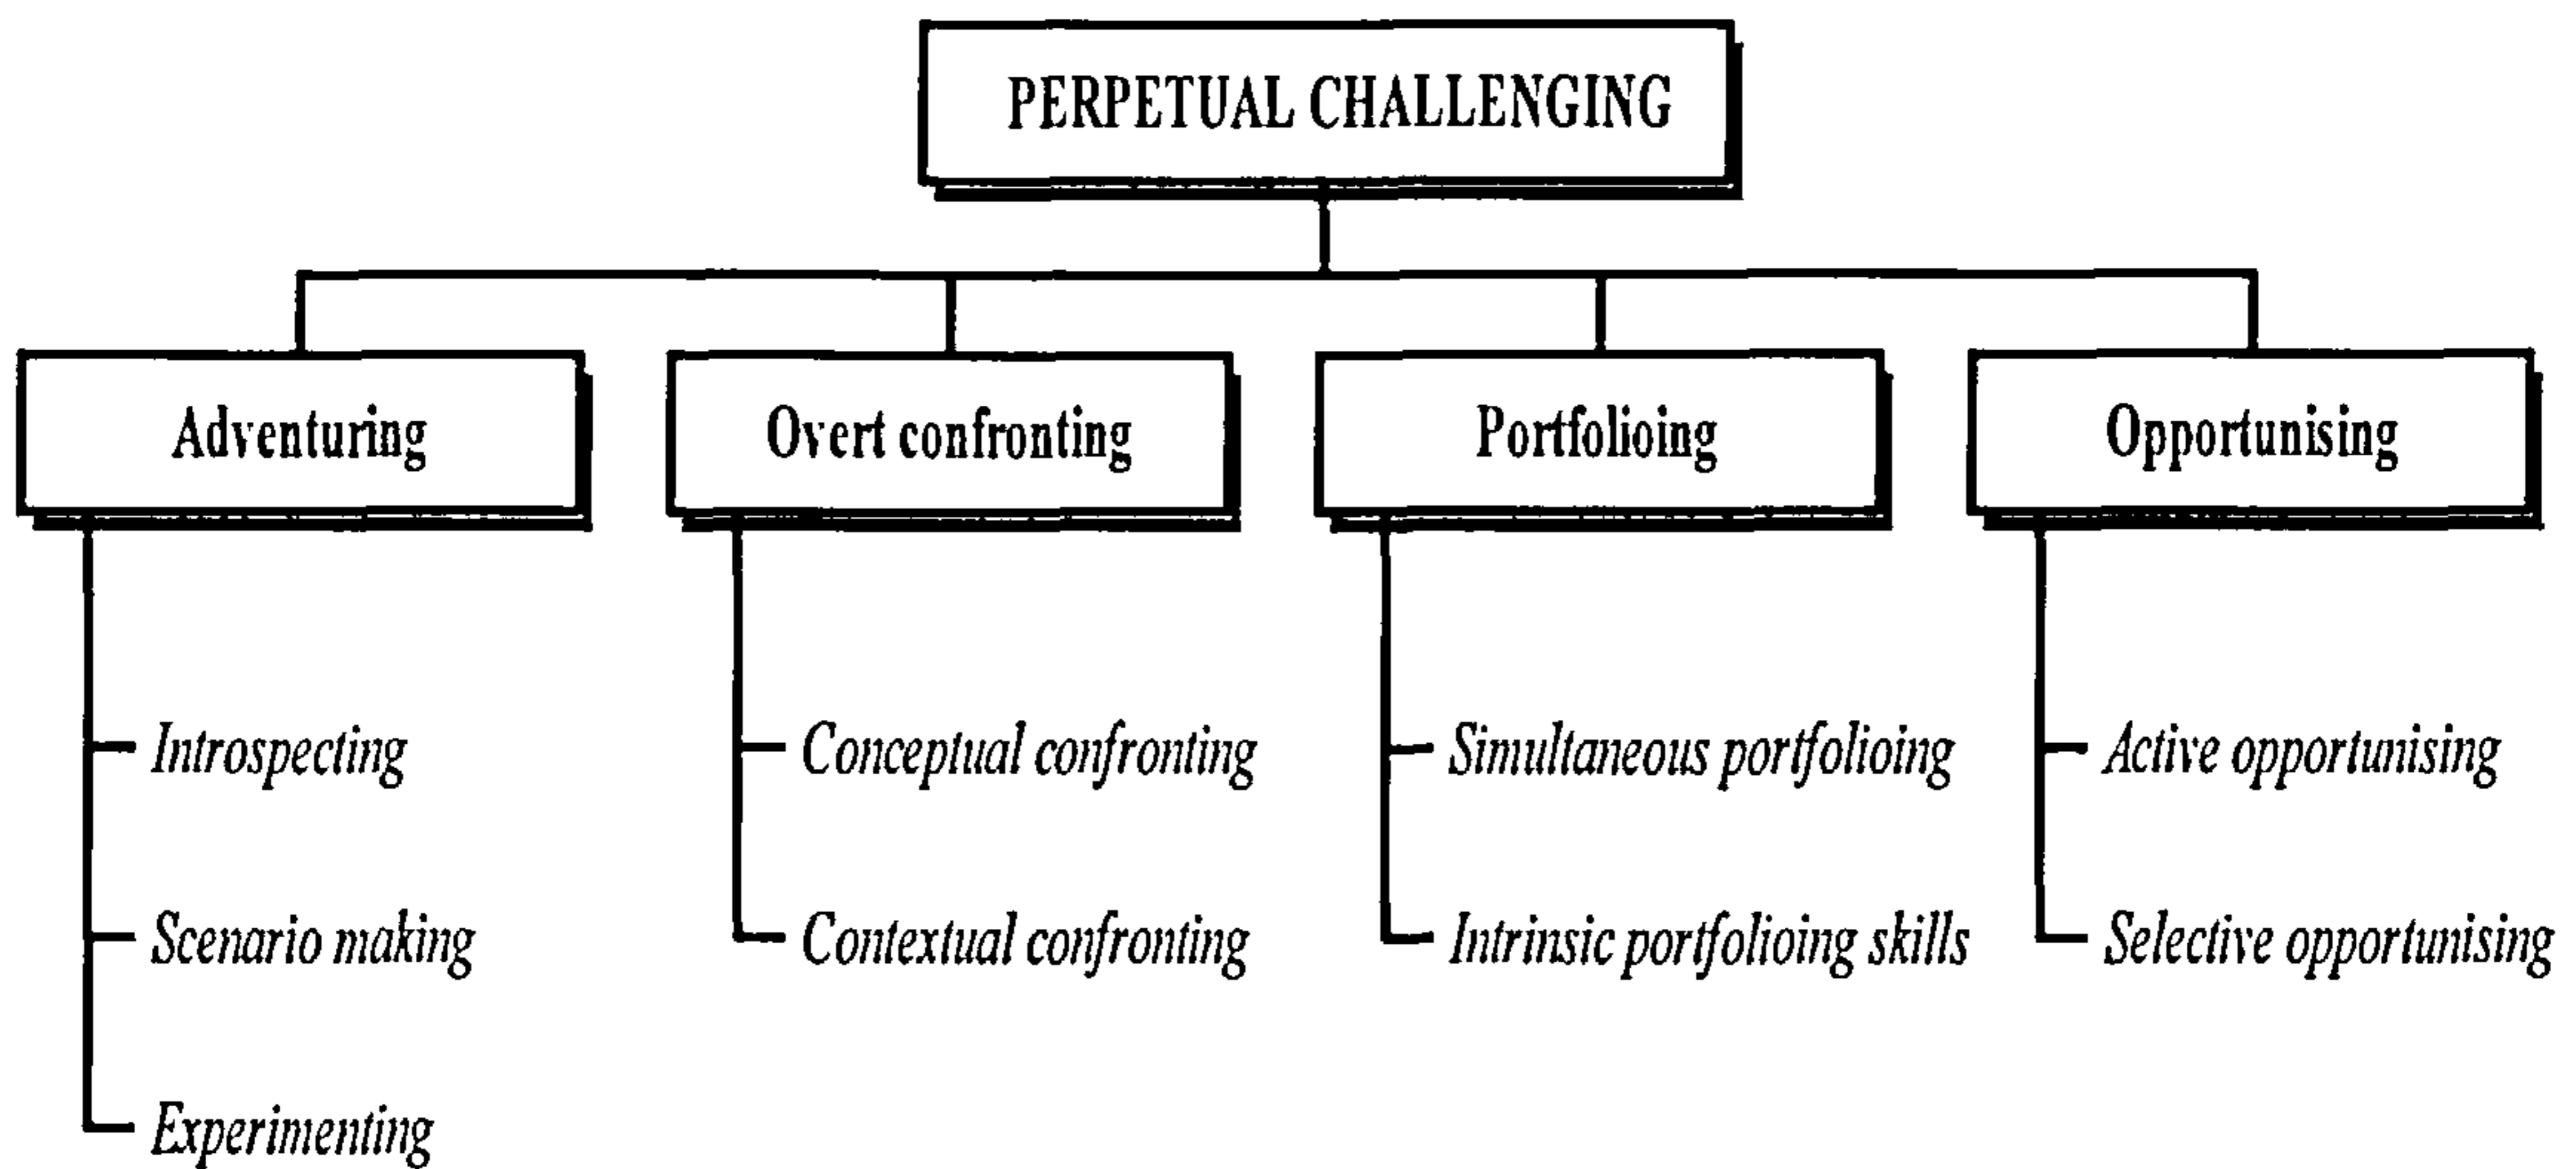 PERPETUAL CHALLENGING
Adventuring
Overt confronting
Portfolioing
Opportunising
Introspecting
Conceptual confronting
Simultaneous portfolioing
Active opportunising
Scenario making
Contextual confronting
Intrinsic portfolioing skills
Selective opportunising
Experimenting